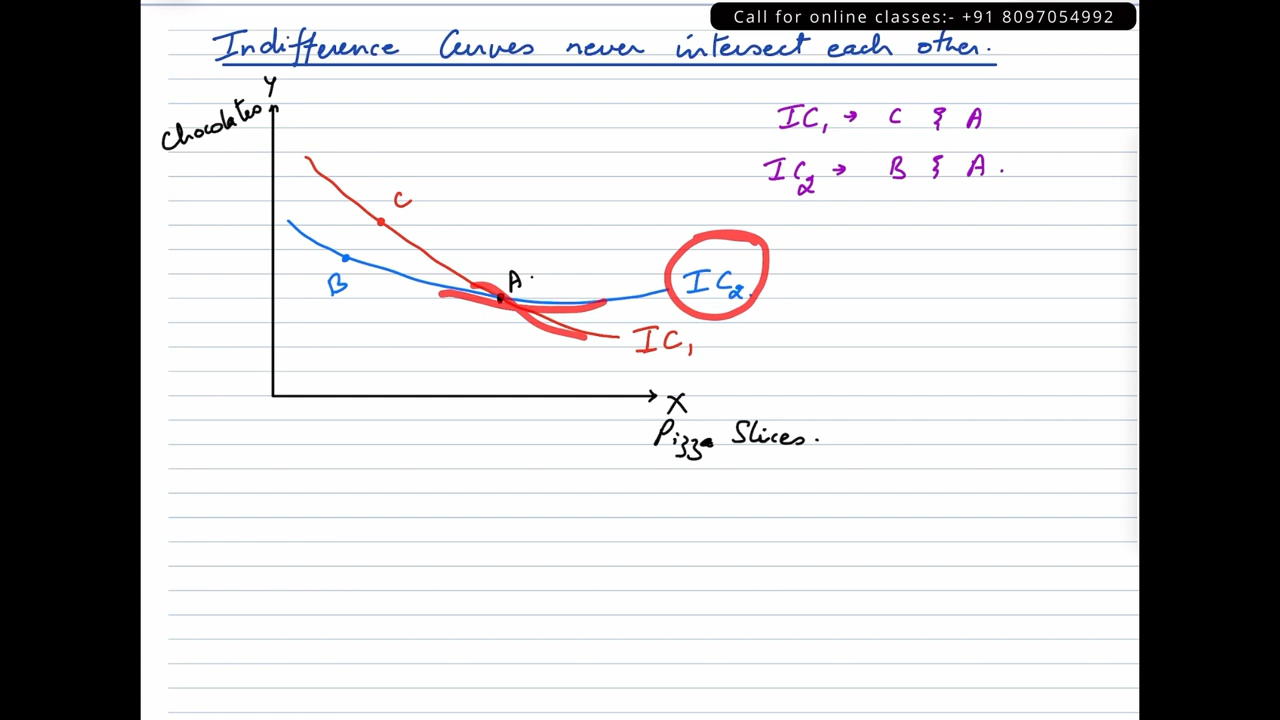 Call for online classes:- +91 8097054992
Indifference Curves never intersect each other.
Y
Chocolates
IC₁ → C & A
IC₂ → B & A.
C
A
B
IC₂
IC₁
X
Pizza Slices.